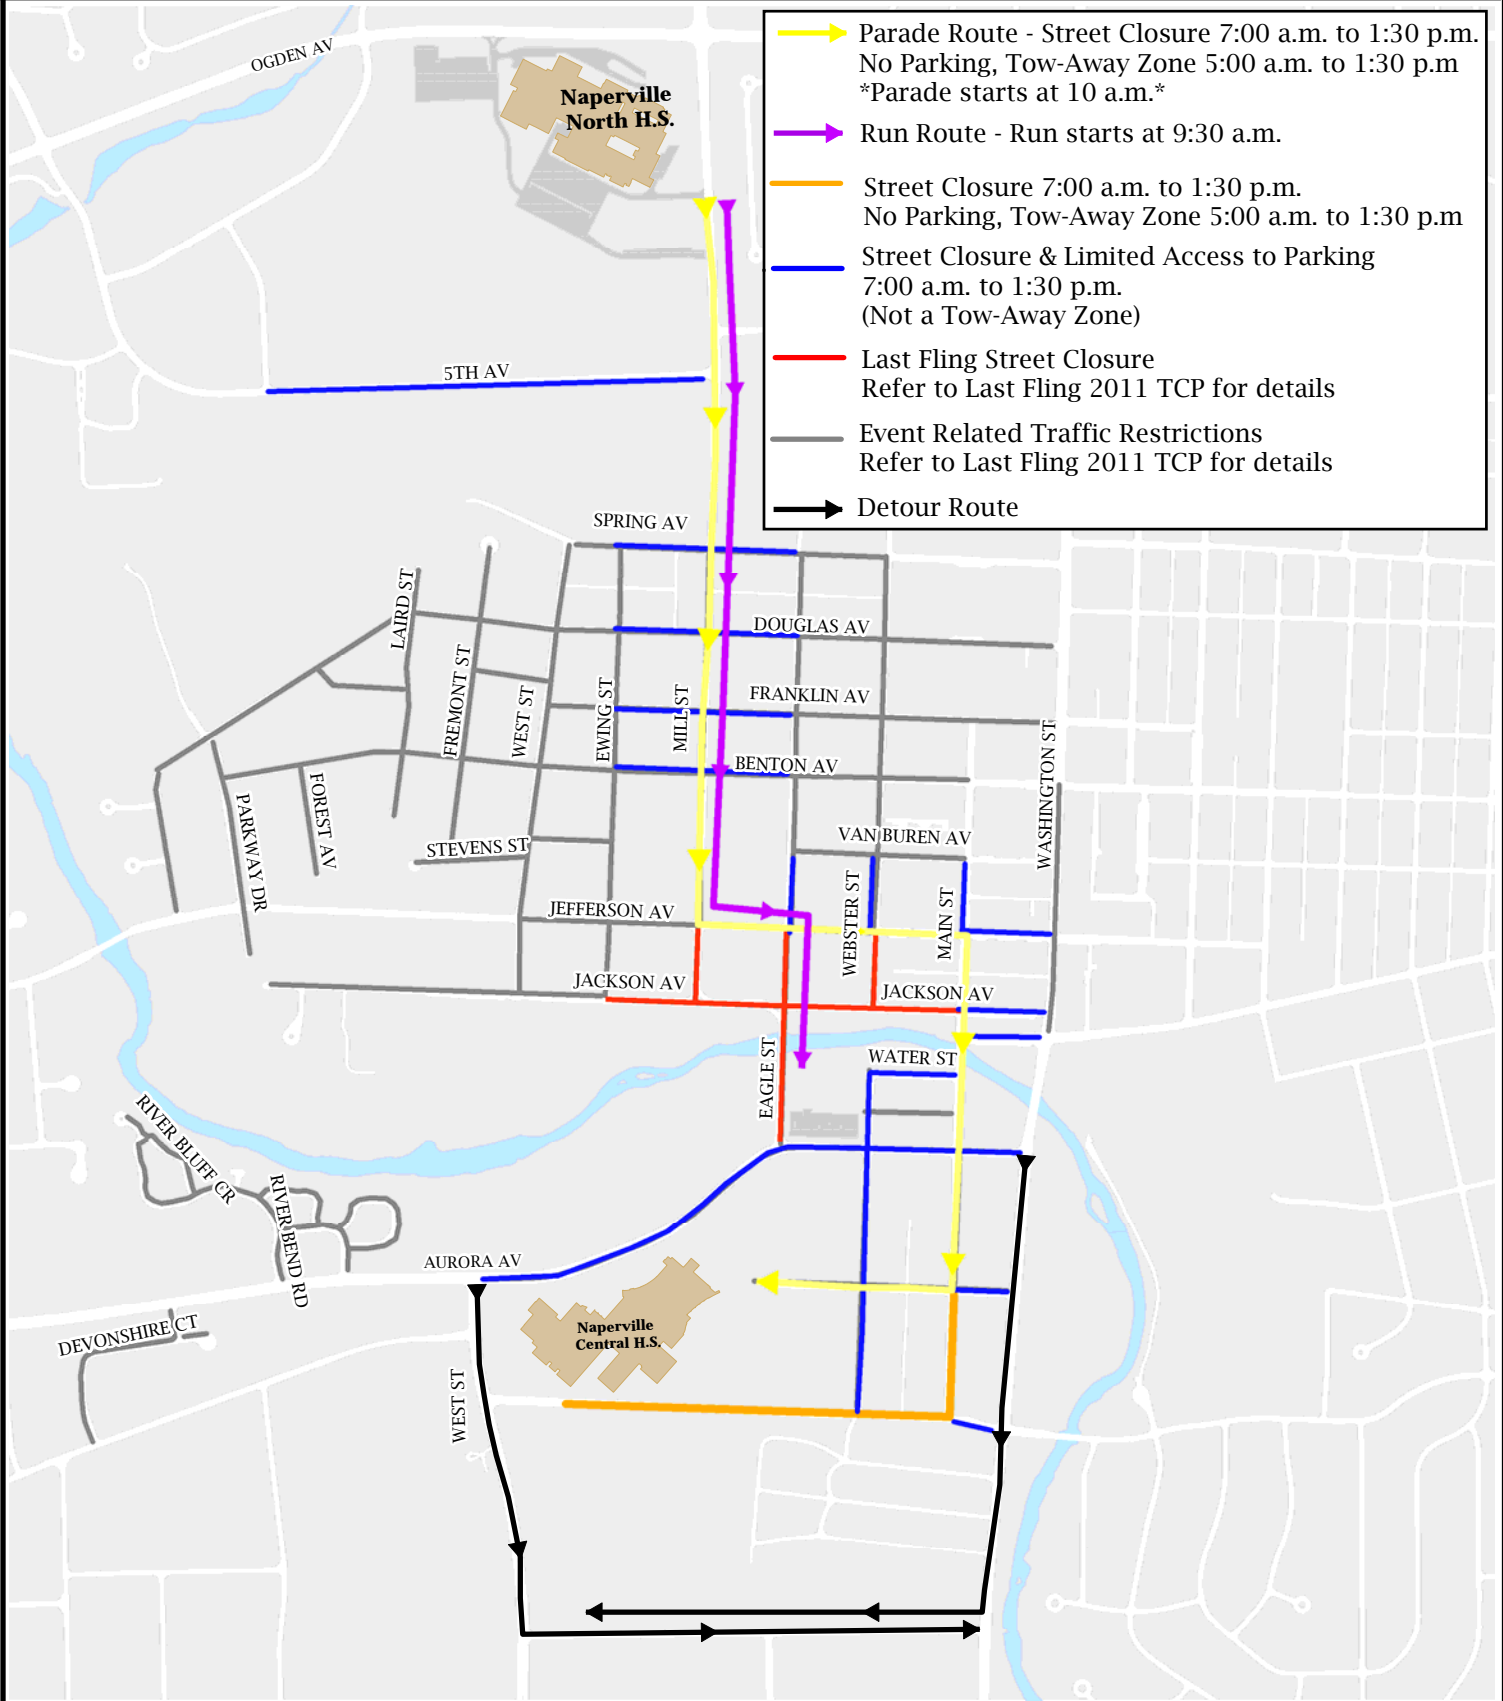 OGDEN AV
Naperville
North H.S.
Parade Route - Street Closure 7:00 a.m. to 1:30 p.m.
No Parking, Tow-Away Zone 5:00 a.m. to 1:30 p.m
*Parade starts at 10 a.m.*
Run Route - Run starts at 9:30 a.m.
Street Closure 7:00 a.m. to 1:30 p.m.
No Parking, Tow-Away Zone 5:00 a.m. to 1:30 p.m
Street Closure & Limited Access to Parking
7:00 a.m. to 1:30 p.m.
(Not a Tow-Away Zone)
Last Fling Street Closure
Refer to Last Fling 2011 TCP for details
Event Related Traffic Restrictions
Refer to Last Fling 2011 TCP for details
Detour Route
5TH AV
SPRING AV
LAIRD ST
DOUGLAS AV
FREMONT ST
WEST ST
EWING ST
MILL ST
FRANKLIN AV
BENTON AV
WASHINGTON ST
PARKWAY DR
FOREST AV
STEVENS ST
VAN BUREN AV
WEBSTER ST
MAIN ST
JEFFERSON AV
JACKSON AV
JACKSON AV
EAGLE ST
WATER ST
RIVER BLUFF CR
RIVER BEND RD
AURORA AV
DEVONSHIRE CT
Naperville
Central H.S.
WEST ST